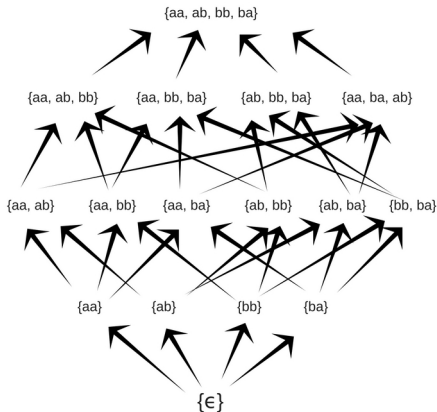 {aa, ab, bb, ba}
{aa, ab, bb} {aa, bb, ba} {ab, bb, ba} {aa, ba, ab}
{aa, ab} {aa, bb} {aa, ba} {ab, bb} {ab, ba} {bb, ba}
{aa} {ab} {bb} {ba}
{ϵ}